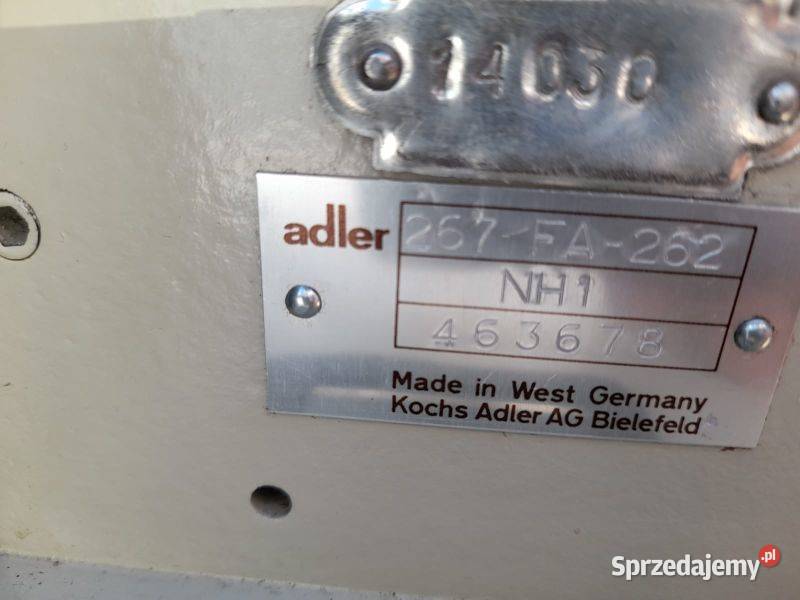 14030
adler
267-FA-262
NH1
463678
Made in West Germany
Kochs Adler AG Bielefeld
Sprzedajemy.pl